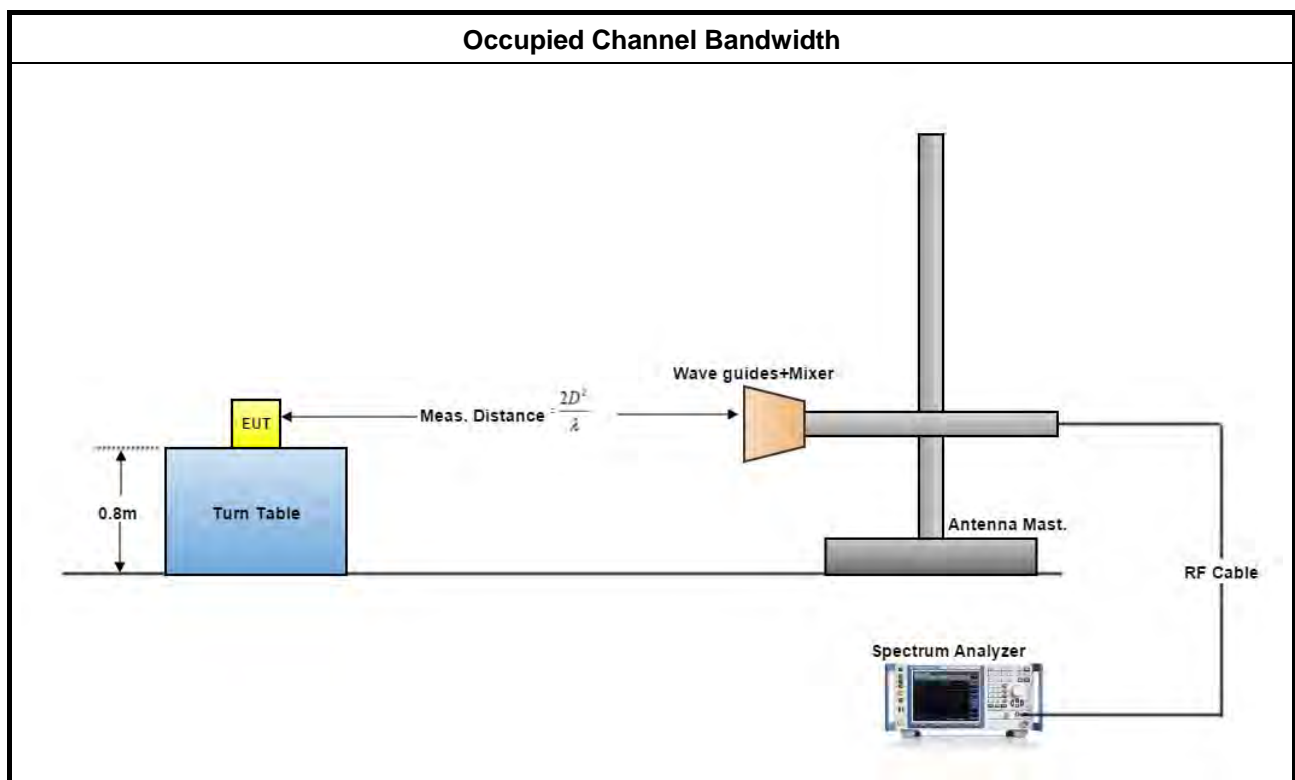 Occupied Channel Bandwidth
Wave guides+Mixer
EUT
Meas. Distance = 2D² / λ
0.8m
Turn Table
Antenna Mast.
RF Cable
Spectrum Analyzer